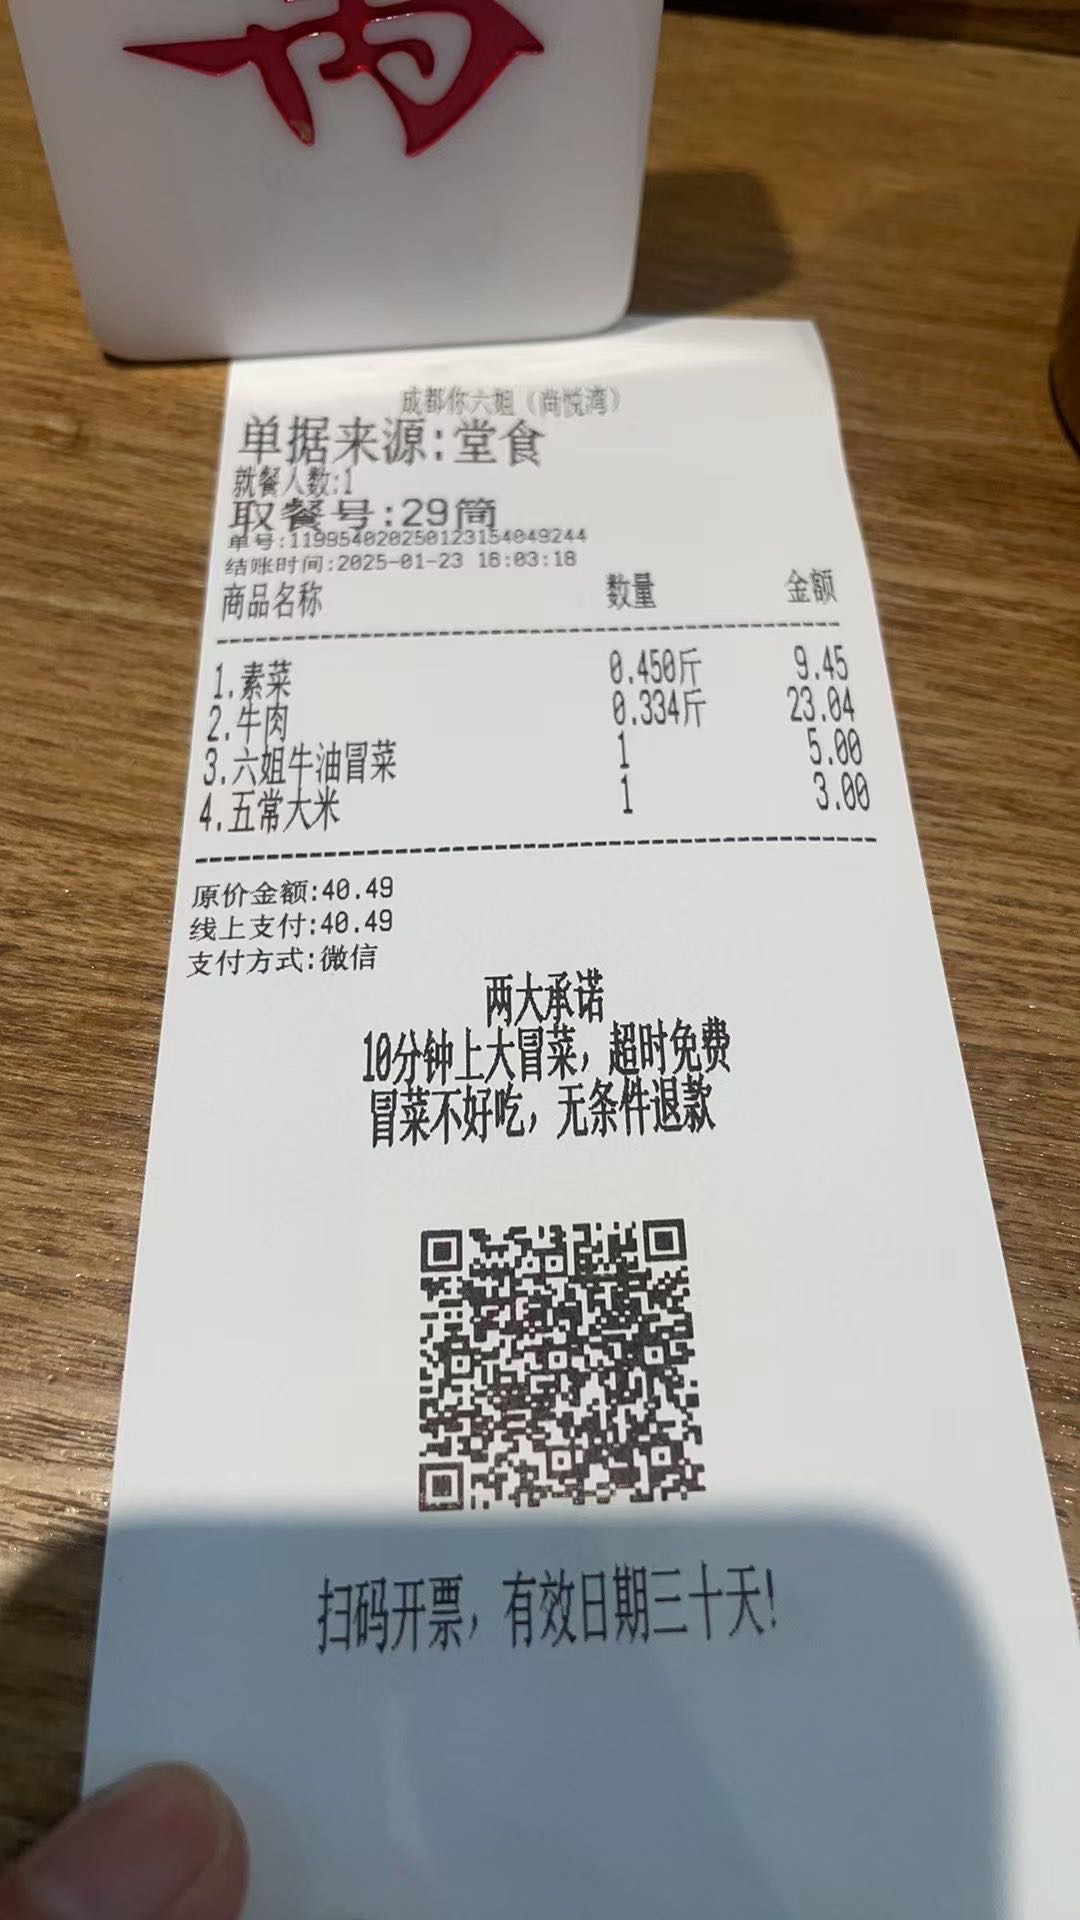 萬
成都你六姐（尚悦湾）
单据来源:堂食
就餐人数:1
取餐号:29筒
单号:119954020250123154049244
结账时间:2025-01-23 16:03:18
商品名称 数量 金额
1.素菜 0.450斤 9.45
2.牛肉 0.334斤 23.04
3.六姐牛油冒菜 1 5.00
4.五常大米 1 3.00
原价金额:40.49
线上支付:40.49
支付方式:微信
两大承诺
10分钟上大冒菜，超时免费
冒菜不好吃，无条件退款
扫码开票，有效日期三十天!